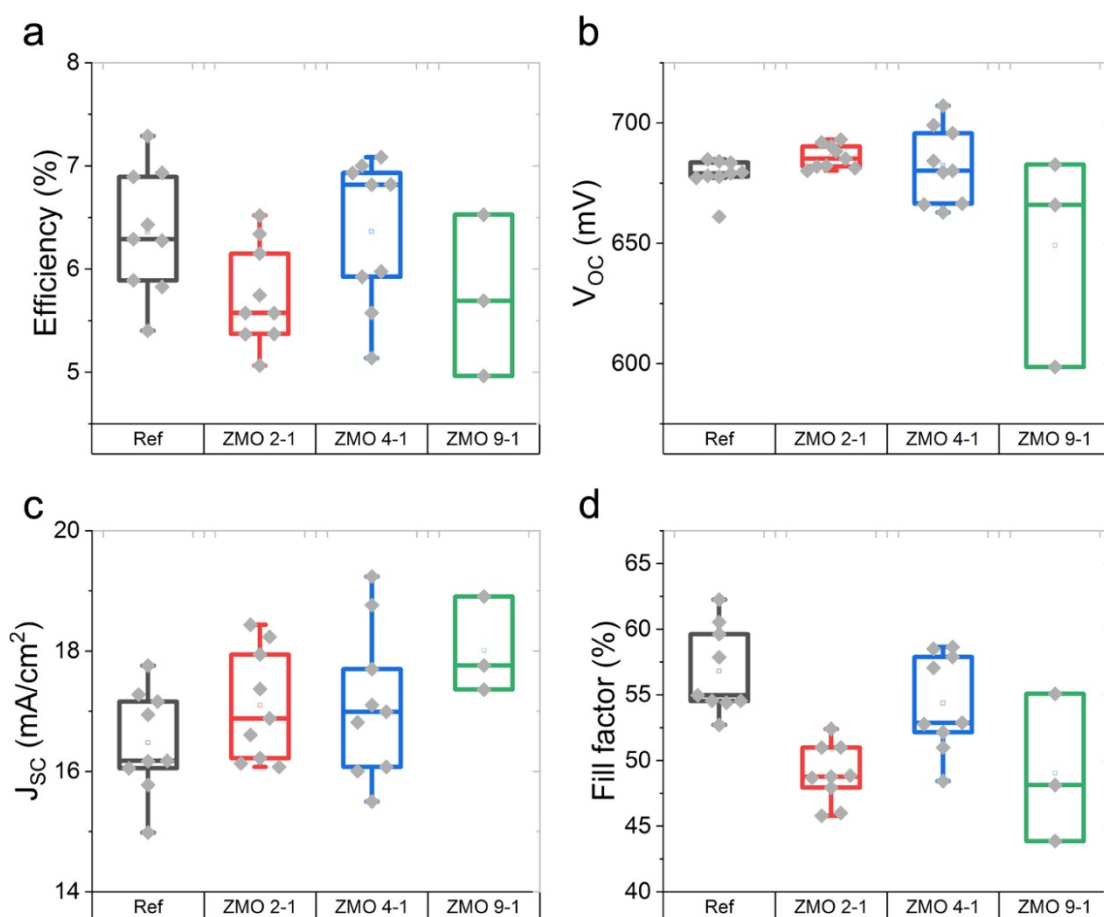 a
8
7
6
5
Efficiency (%)
Ref ZMO 2-1 ZMO 4-1 ZMO 9-1
b
700
650
600
VOC (mV)
Ref ZMO 2-1 ZMO 4-1 ZMO 9-1
c
20
18
16
14
JSC (mA/cm²)
Ref ZMO 2-1 ZMO 4-1 ZMO 9-1
d
65
60
55
50
45
40
Fill factor (%)
Ref ZMO 2-1 ZMO 4-1 ZMO 9-1